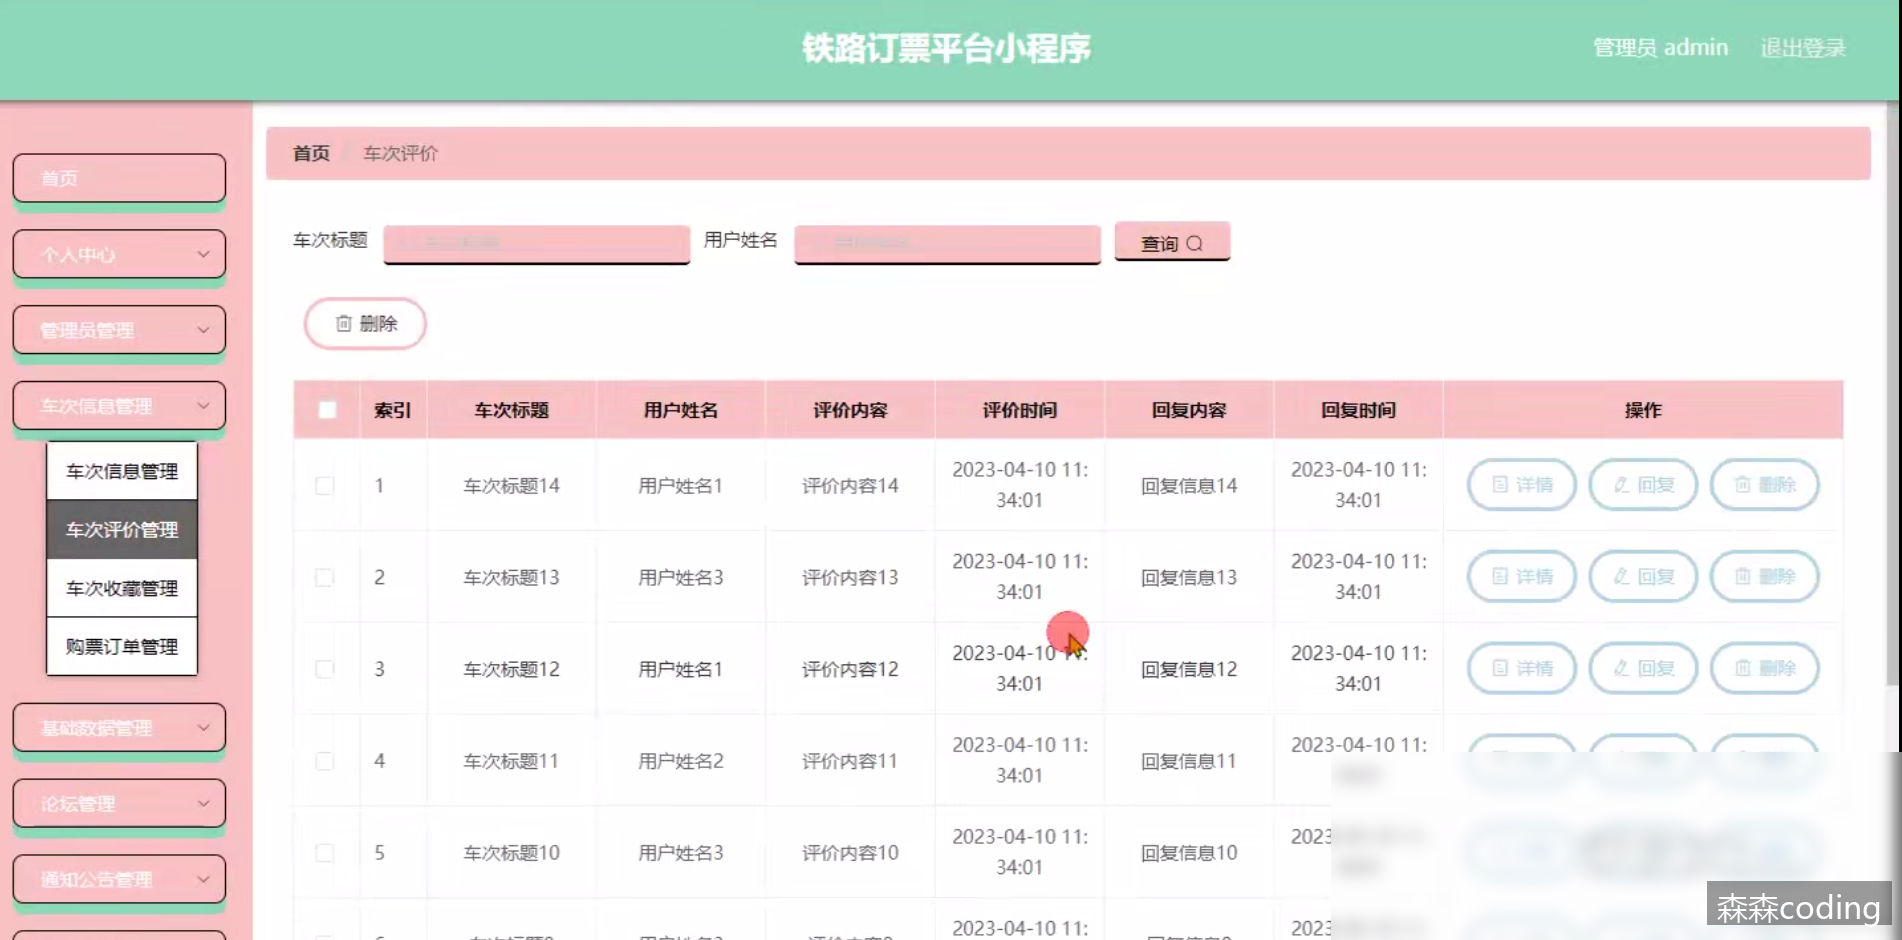 铁路订票平台小程序
管理员 admin
退出登录
首页
个人中心
管理员管理
车次信息管理
车次信息管理
车次评价管理
车次收藏管理
购票订单管理
基础数据管理
论坛管理
通知公告管理
首页 / 车次评价
车次标题
用户姓名
查询
删除
索引 车次标题 用户姓名 评价内容 评价时间 回复内容 回复时间 操作
1 车次标题14 用户姓名1 评价内容14 2023-04-10 11:34:01 回复信息14 2023-04-10 11:34:01 详情 回复 删除
2 车次标题13 用户姓名3 评价内容13 2023-04-10 11:34:01 回复信息13 2023-04-10 11:34:01 详情 回复 删除
3 车次标题12 用户姓名1 评价内容12 2023-04-10 11:34:01 回复信息12 2023-04-10 11:34:01 详情 回复 删除
4 车次标题11 用户姓名2 评价内容11 2023-04-10 11:34:01 回复信息11 2023-04-10 11:
5 车次标题10 用户姓名3 评价内容10 2023-04-10 11:34:01 回复信息10 2023
2023-04-10 11: 2023
森森coding